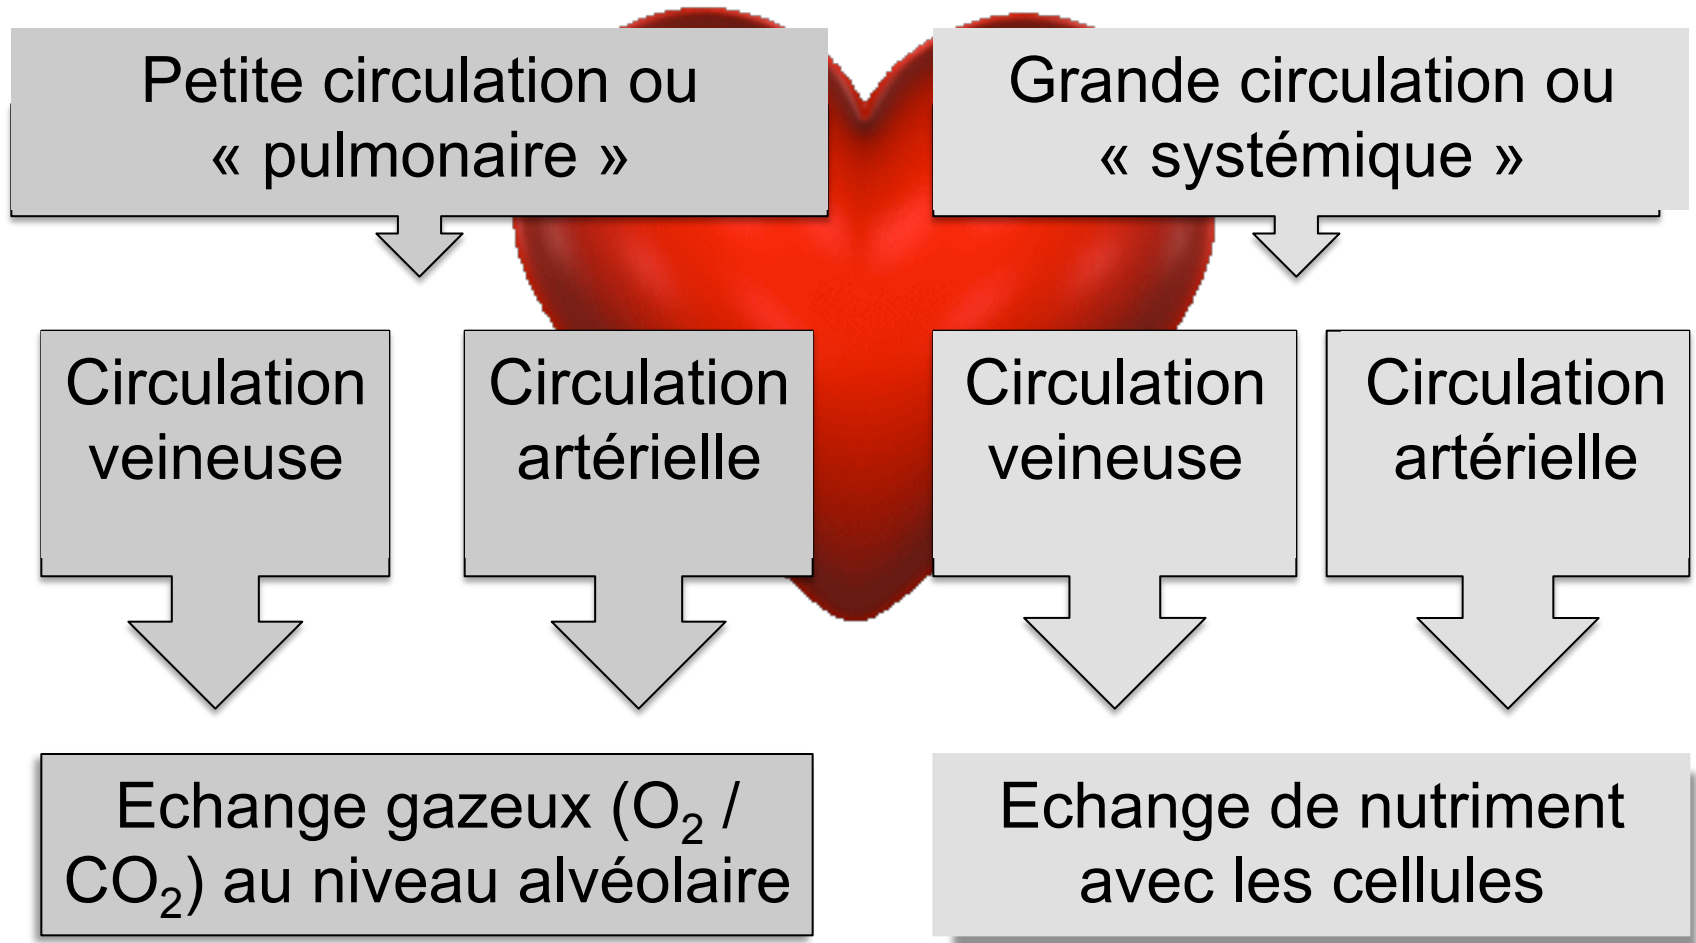 Petite circulation ou
« pulmonaire »
Grande circulation ou
« systémique »
Circulation
veineuse
Circulation
artérielle
Circulation
veineuse
Circulation
artérielle
Echange gazeux (O₂ /
CO₂) au niveau alvéolaire
Echange de nutriment
avec les cellules